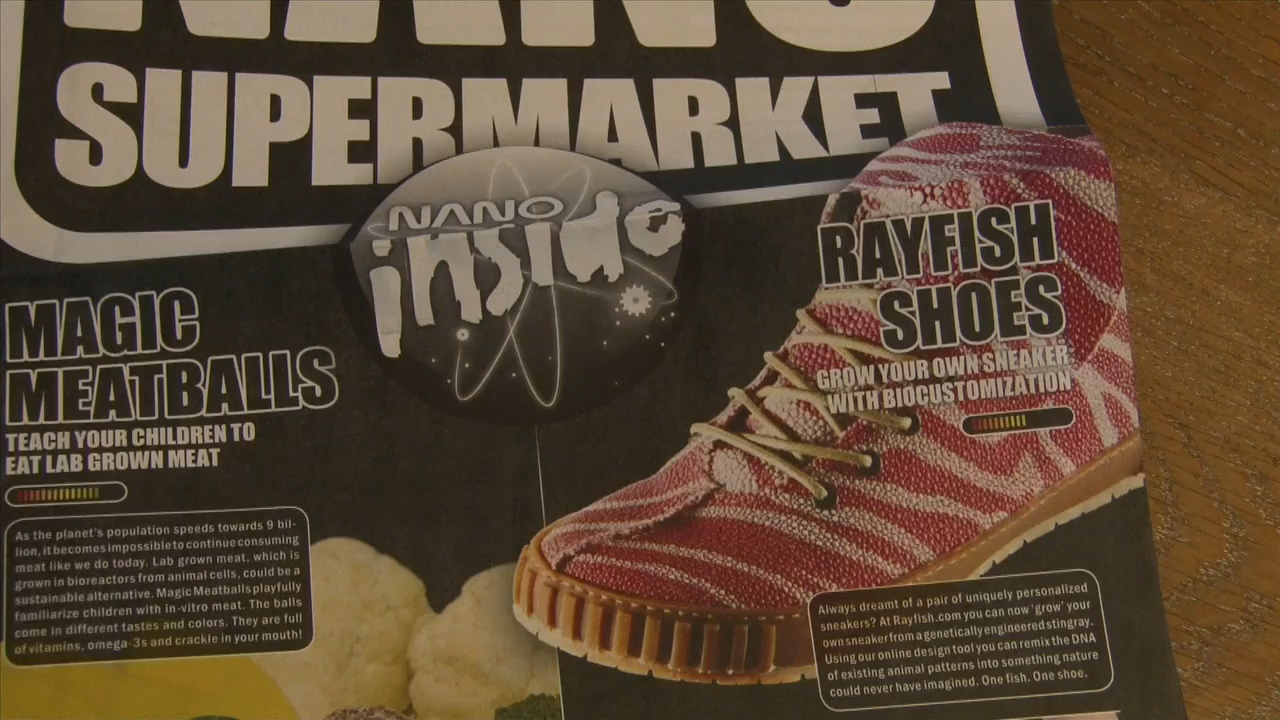 NANO
SUPERMARKET
NANO
inside
MAGIC
MEATBALLS
TEACH YOUR CHILDREN TO
EAT LAB GROWN MEAT
As the planet's population speeds towards 9 bil-
lion, it becomes impossible to continue consuming
meat like we do today. Lab grown meat, which is
grown in bioreactors from animal cells, could be a
sustainable alternative. Magic Meatballs playfully
familiarize children with in-vitro meat. The balls
come in different tastes and colors. They are full
of vitamins, omega-3s and crackle in your mouth!
RAYFISH
SHOES
GROW YOUR OWN SNEAKER
WITH BIOCUSTOMIZATION
Always dreamt of a pair of uniquely personalized
sneakers? At Rayfish.com you can now 'grow' your
own sneaker from a genetically engineered stingray.
Using our online design tool you can remix the DNA
of existing animal patterns into something nature
could never have imagined. One fish. One shoe.